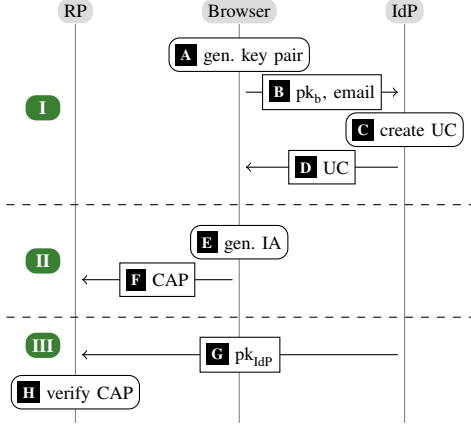 RP Browser IdP
A gen. key pair
B pk_b, email
I
C create UC
D UC
E gen. IA
II
F CAP
III
G pk_IdP
H verify CAP